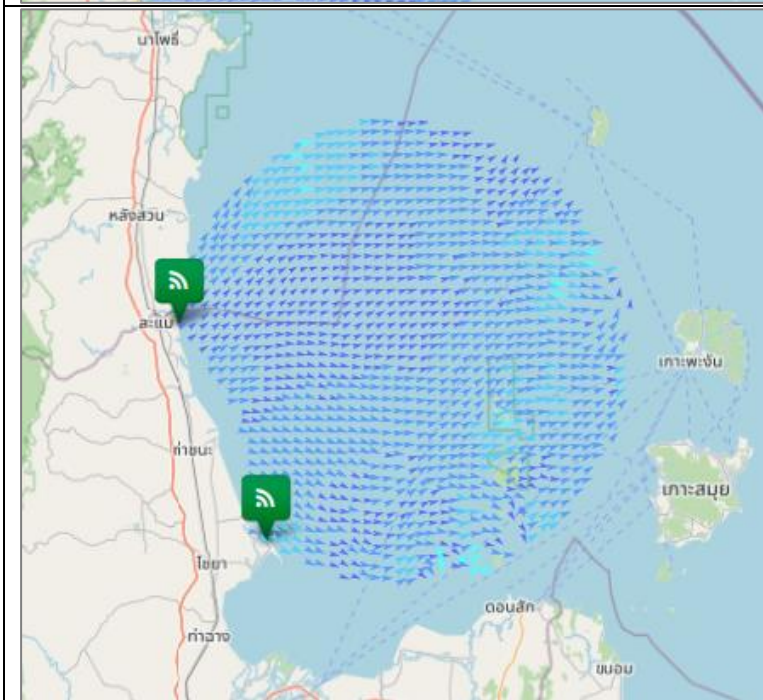 นาโพธิ์
หลังสวน
ละแม
เกาะพะงัน
ท่าชนะ
เกาะสมุย
ไชยา
ดอนสัก
ท่าฉาง
ขนอม